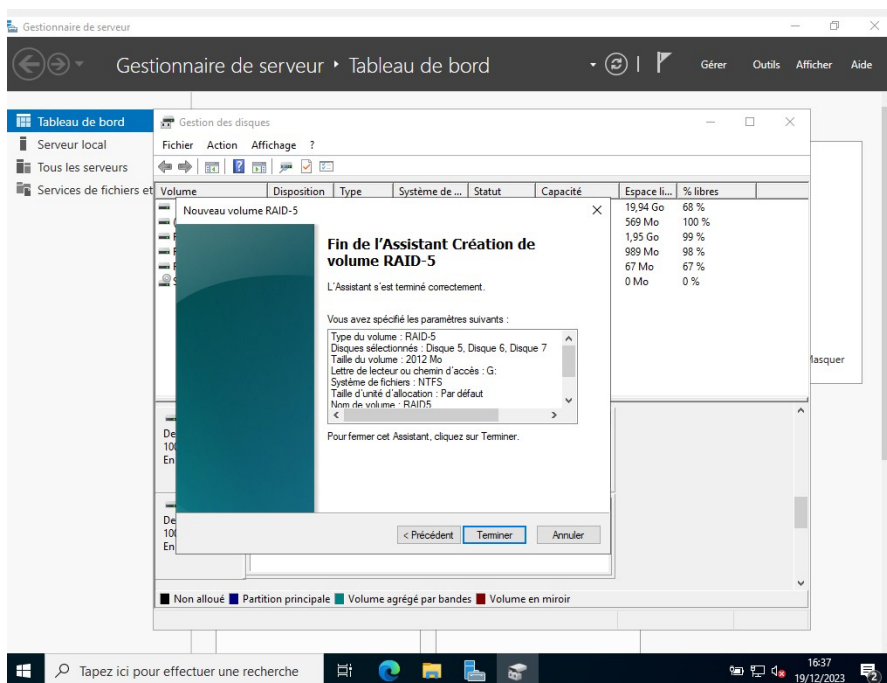 Gestionnaire de serveur
Gestionnaire de serveur ‣ Tableau de bord
Gérer Outils Afficher Aide
Tableau de bord
Serveur local
Tous les serveurs
Services de fichiers et
Gestion des disques
Fichier Action Affichage ?
Volume Disposition Type Système de ... Statut Capacité Espace li... % libres
19,94 Go 68 %
569 Mo 100 %
1,95 Go 99 %
989 Mo 98 %
67 Mo 67 %
0 Mo 0 %
Nouveau volume RAID-5
Fin de l'Assistant Création de
volume RAID-5
L'Assistant s'est terminé correctement.
Vous avez spécifié les paramètres suivants :
Type du volume : RAID-5
Disques sélectionnés : Disque 5, Disque 6, Disque 7
Taille du volume : 2012 Mo
Lettre de lecteur ou chemin d'accès : G:
Système de fichiers : NTFS
Taille d'unité d'allocation : Par défaut
Nom de volume : RAID5
Pour fermer cet Assistant, cliquez sur Terminer.
< Précédent Terminer Annuler
Masquer
De
100
En
De
100
En
Non alloué Partition principale Volume agrégé par bandes Volume en miroir
Tapez ici pour effectuer une recherche
16:37
19/12/2023
2